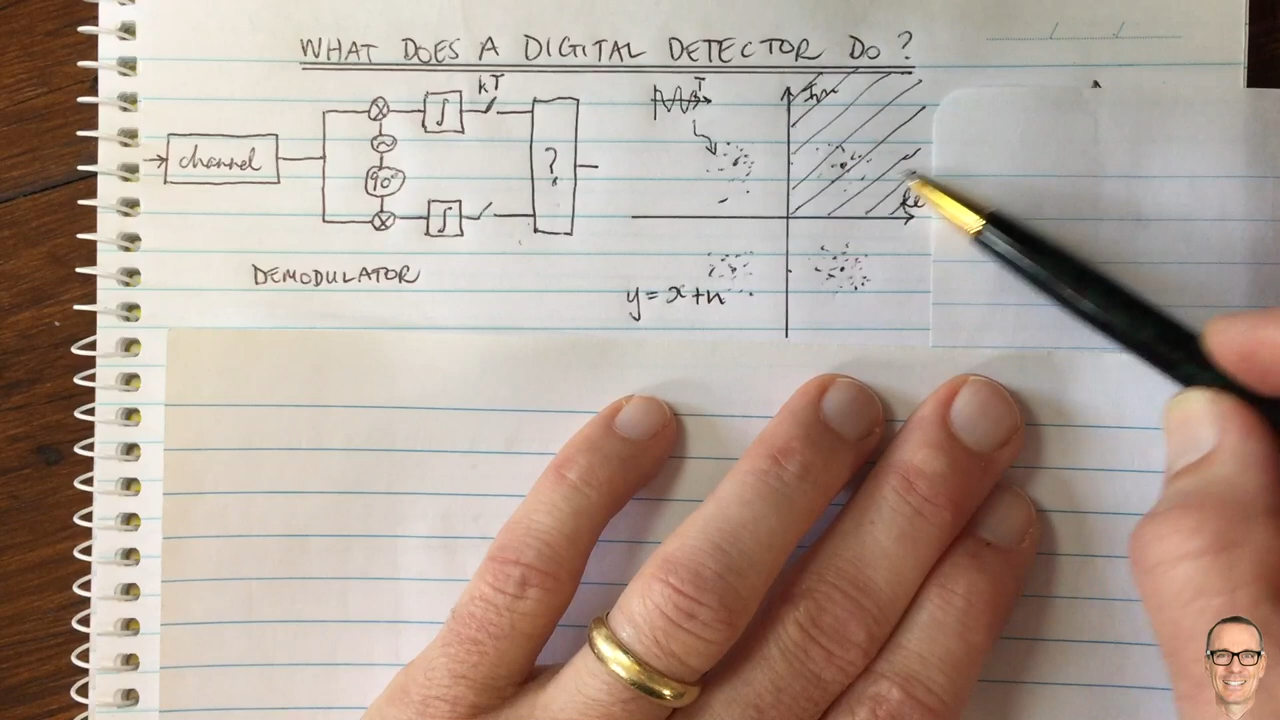 WHAT DOES A DIGITAL DETECTOR DO?
kT
T
Im
channel
∫
90°
?
Re
∫
DEMODULATOR
y = x + n